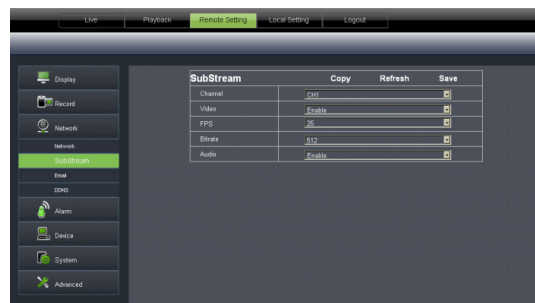 Live Playback Remote Setting Local Setting Logout
Display
Record
Network
Network
SubStream
Email
DDNS
Alarm
Device
System
Advanced
SubStream Copy Refresh Save
Channel CH1
Video Enable
FPS 25
Bitrate 512
Audio Enable